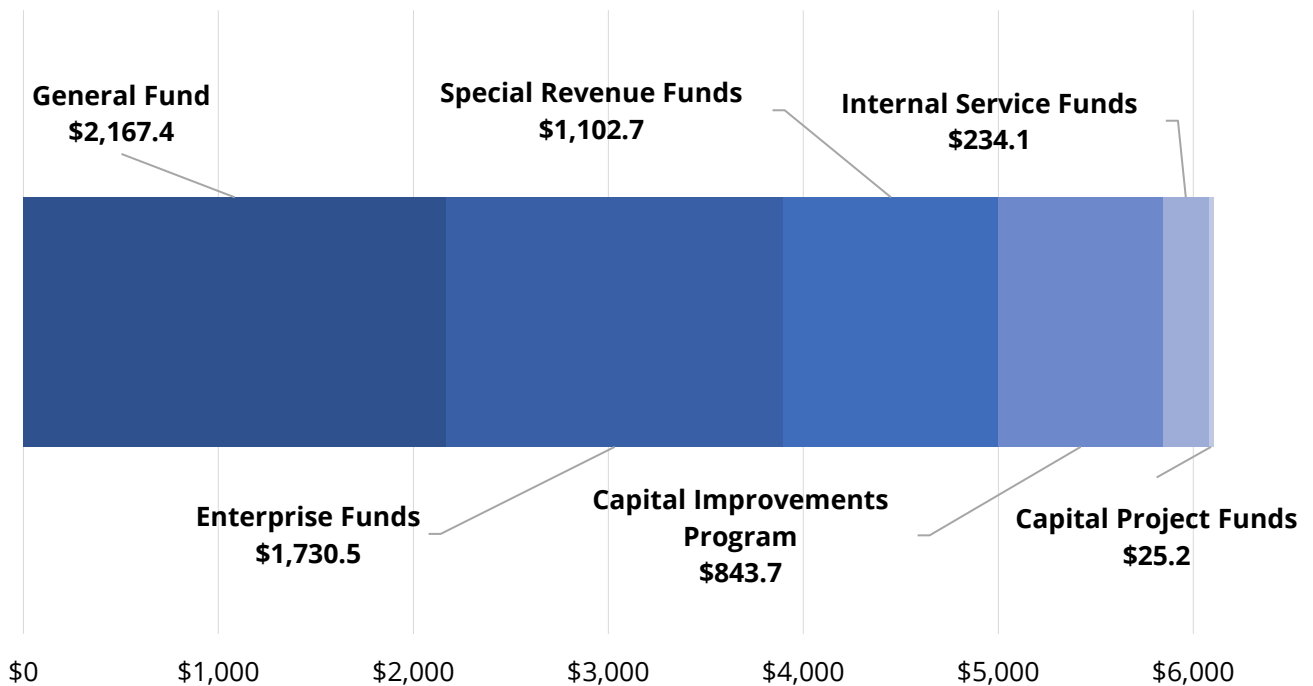 General Fund
$2,167.4
Special Revenue Funds
$1,102.7
Internal Service Funds
$234.1
Enterprise Funds
$1,730.5
Capital Improvements
Program
$843.7
Capital Project Funds
$25.2
$0 $1,000 $2,000 $3,000 $4,000 $5,000 $6,000